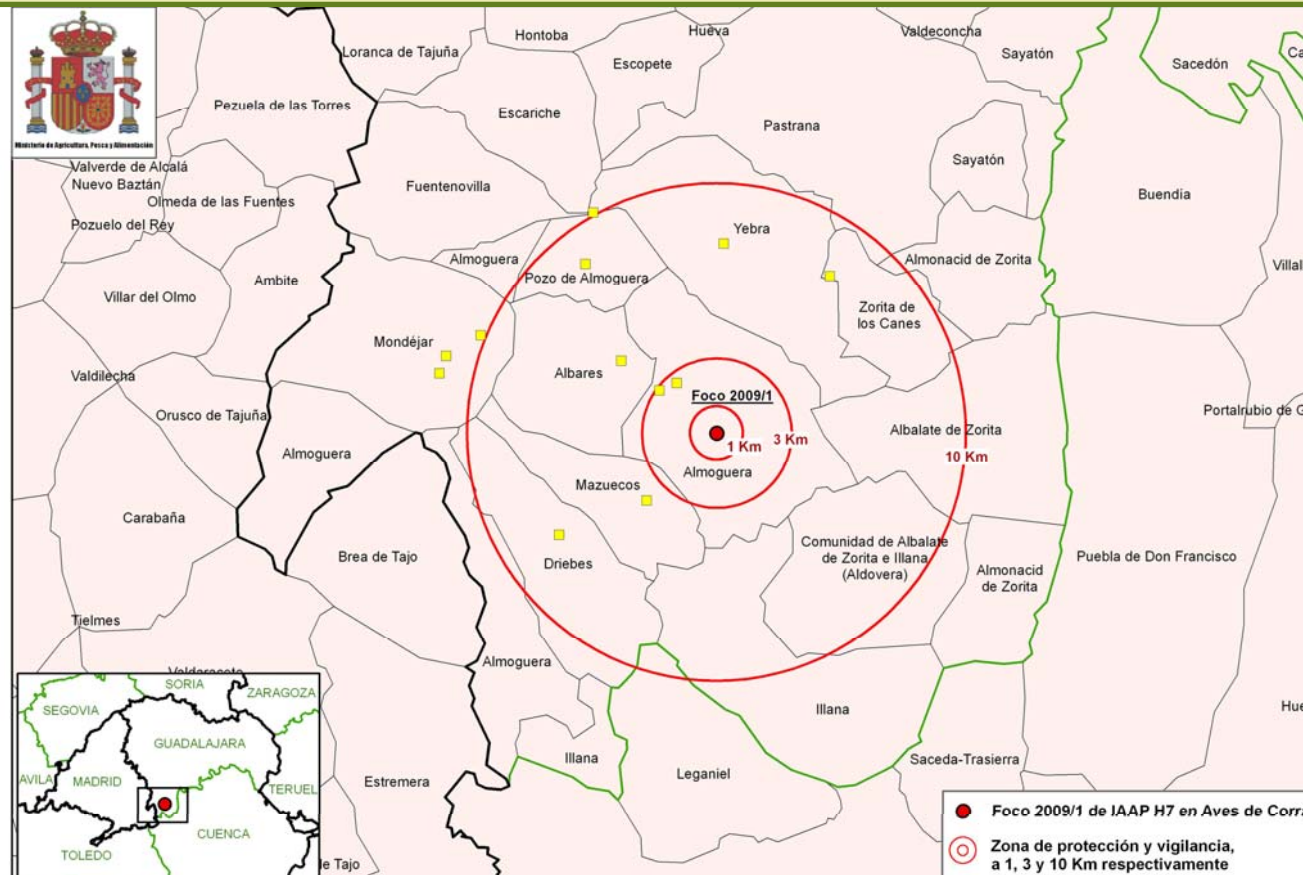 Ministerio de Agricultura, Pesca y Alimentación
Loranca de Tajuña
Hontoba
Hueva
Valdeconcha
Sayatón
Sacedón
Escopete
Pezuela de las Torres
Escariche
Pastrana
Valverde de Alcalá
Nuevo Baztán
Olmeda de las Fuentes
Pozuelo del Rey
Fuentenovilla
Sayatón
Buendía
Yebra
Almoguera
Pozo de Almoguera
Almonacid de Zorita
Ambite
Villar del Olmo
Zorita de
los Canes
Mondéjar
Valdilecha
Albares
Foco 2009/1
Orusco de Tajuña
Albalate de Zorita
1 Km
3 Km
10 Km
Almoguera
Almoguera
Mazuecos
Carabaña
Brea de Tajo
Driebes
Comunidad de Albalate
de Zorita e Illana
(Aldovera)
Almonacid
de Zorita
Puebla de Don Francisco
Tielmes
Almoguera
Illana
Illana
Leganiel
Saceda-Trasierra
Estremera
SORIA
ZARAGOZA
SEGOVIA
GUADALAJARA
AVILA
MADRID
TERUEL
CUENCA
TOLEDO
Foco 2009/1 de IAAP H7 en Aves de
Zona de protección y vigilancia,
a 1, 3 y 10 Km respectivamente